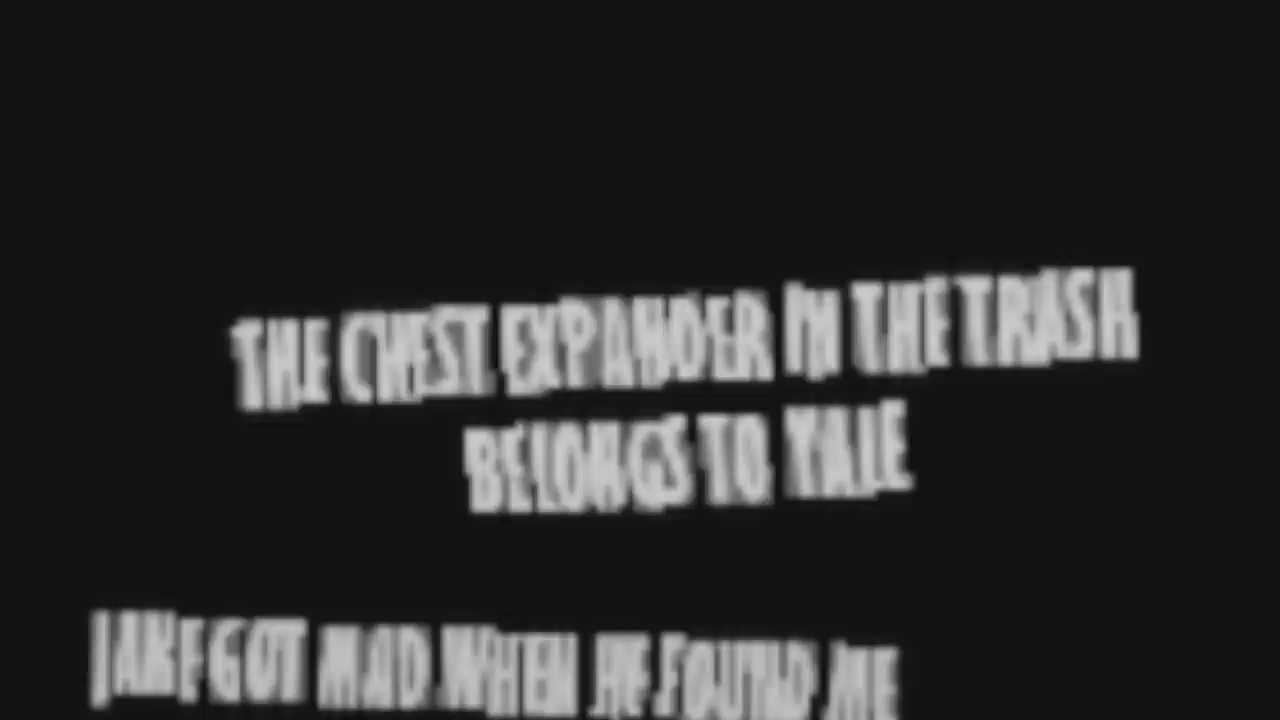 THE CHEST EXPANDER IN THE TRASH
BELONGS TO YALE
JAKE GOT MAD WHEN HE FOUND ME